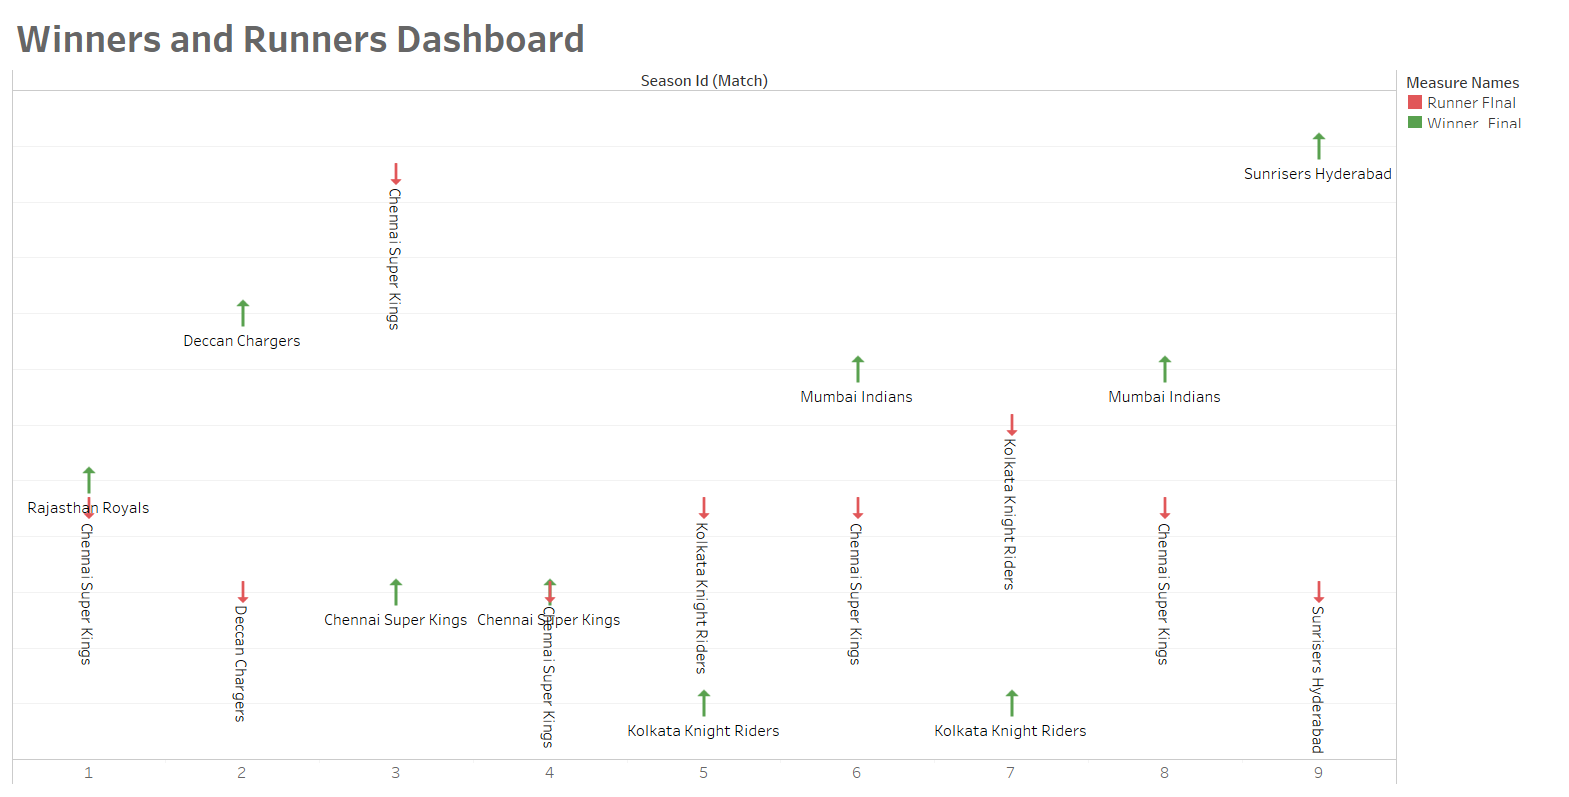 Winners and Runners Dashboard
Season Id (Match)
Measure Names
Runner FInal
Winner_Final
Sunrisers Hyderabad
Chennai Super Kings
Deccan Chargers
Mumbai Indians
Mumbai Indians
Kolkata Knight Riders
Rajasthan Royals
Chennai Super Kings
Kolkata Knight Riders
Chennai Super Kings
Chennai Super Kings
Deccan Chargers
Chennai Super Kings
Chennai Super Kings
Chennai Super Kings
Sunrisers Hyderabad
Kolkata Knight Riders
Kolkata Knight Riders
1 2 3 4 5 6 7 8 9